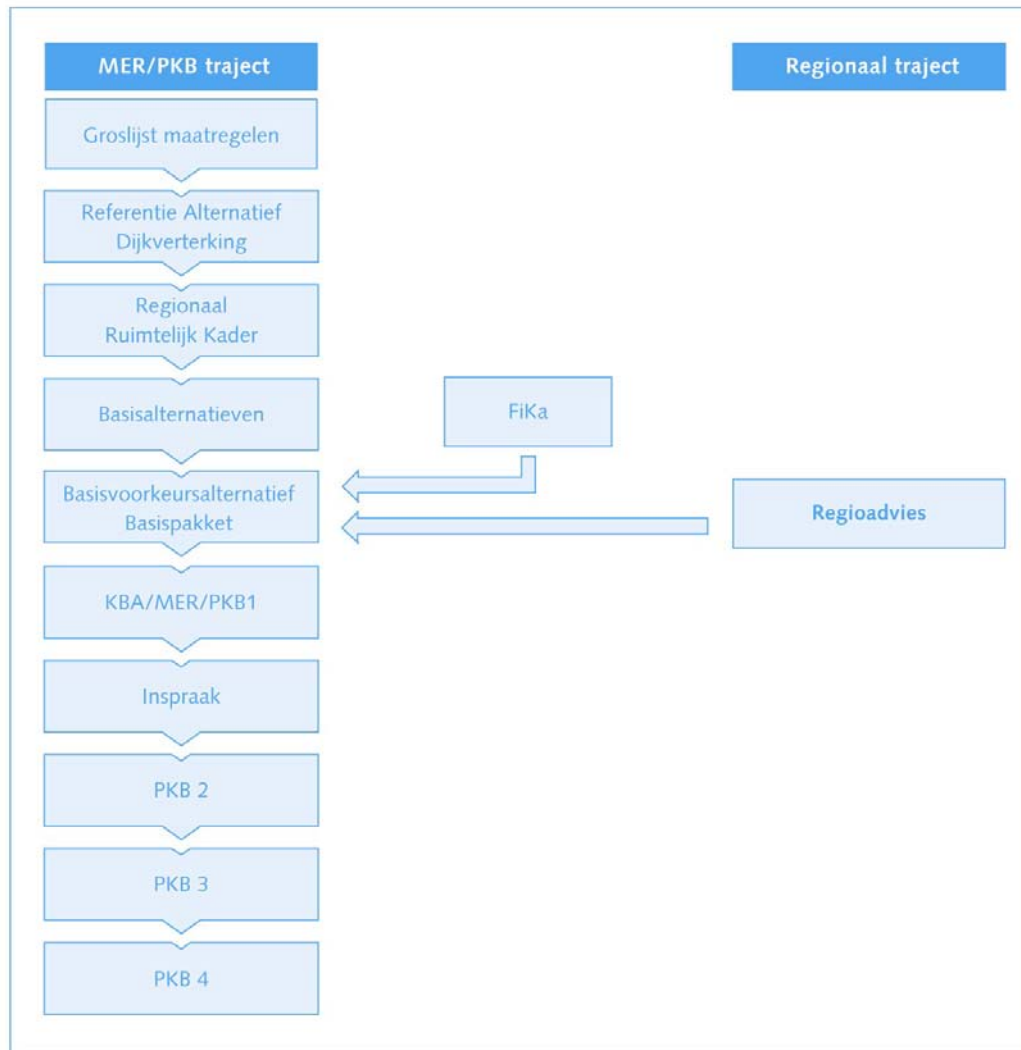 MER/PKB traject
Regionaal traject
Groslijst maatregelen
Referentie Alternatief
Dijkverterking
Regionaal
Ruimtelijk Kader
Basisalternatieven
FiKa
Basisvoorkeursalternatief
Basispakket
Regioadvies
KBA/MER/PKB1
Inspraak
PKB 2
PKB 3
PKB 4